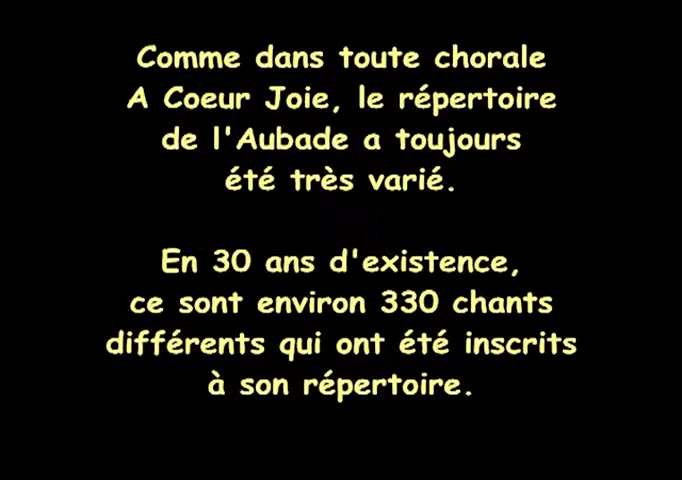 Comme dans toute chorale
A Coeur Joie, le répertoire
de l'Aubade a toujours
été très varié.
En 30 ans d'existence,
ce sont environ 330 chants
différents qui ont été inscrits
à son répertoire.